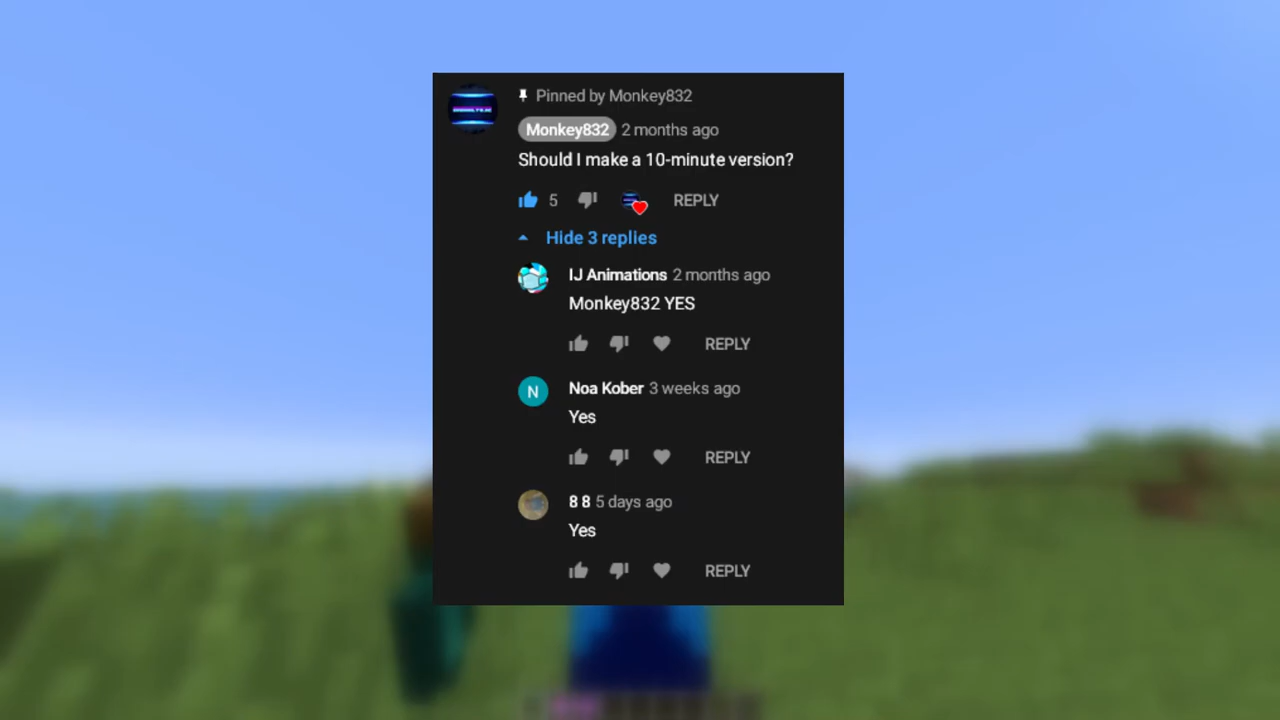 Pinned by Monkey832
Monkey832 2 months ago
Should I make a 10-minute version?
5 REPLY
Hide 3 replies
IJ Animations 2 months ago
Monkey832 YES
REPLY
N Noa Kober 3 weeks ago
Yes
REPLY
8 8 5 days ago
Yes
REPLY